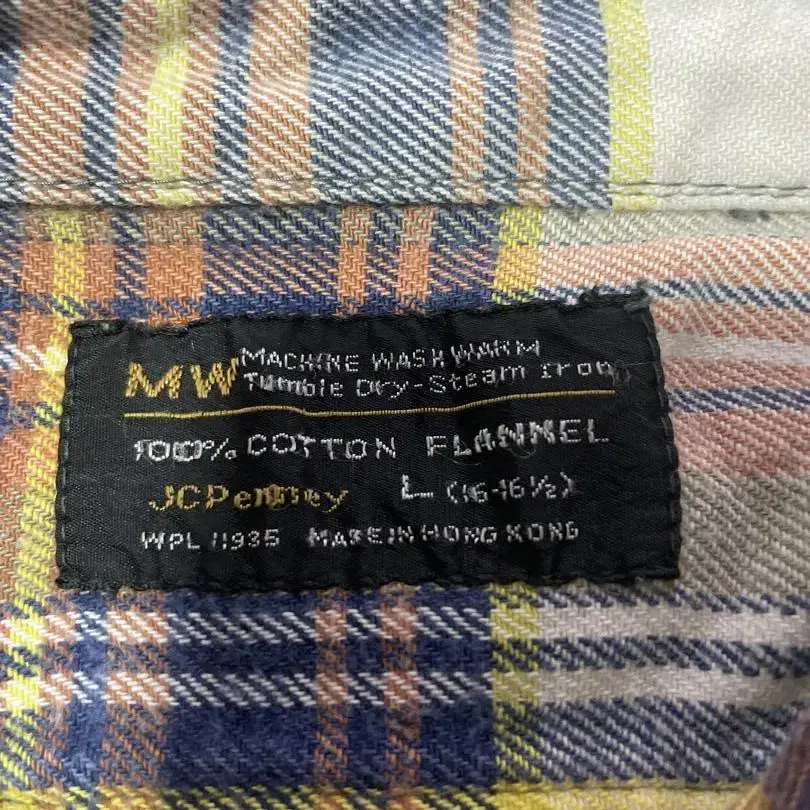 MW MACHINE WASH WARM
Tumble Dry-Steam Iron
100% COTTON FLANNEL
JCPenney L (16-16½)
WPL 11935 MADE IN HONG KONG